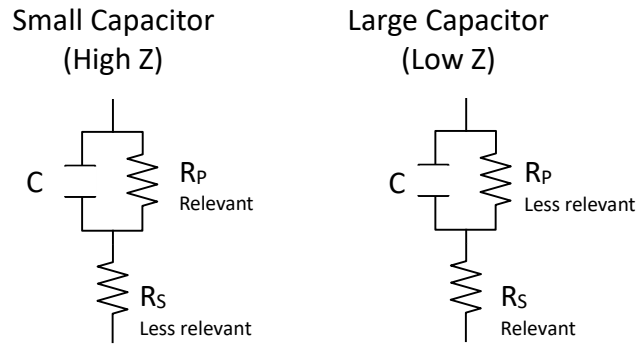 Small Capacitor
(High Z)
C
RP
Relevant
RS
Less relevant
Large Capacitor
(Low Z)
C
RP
Less relevant
RS
Relevant